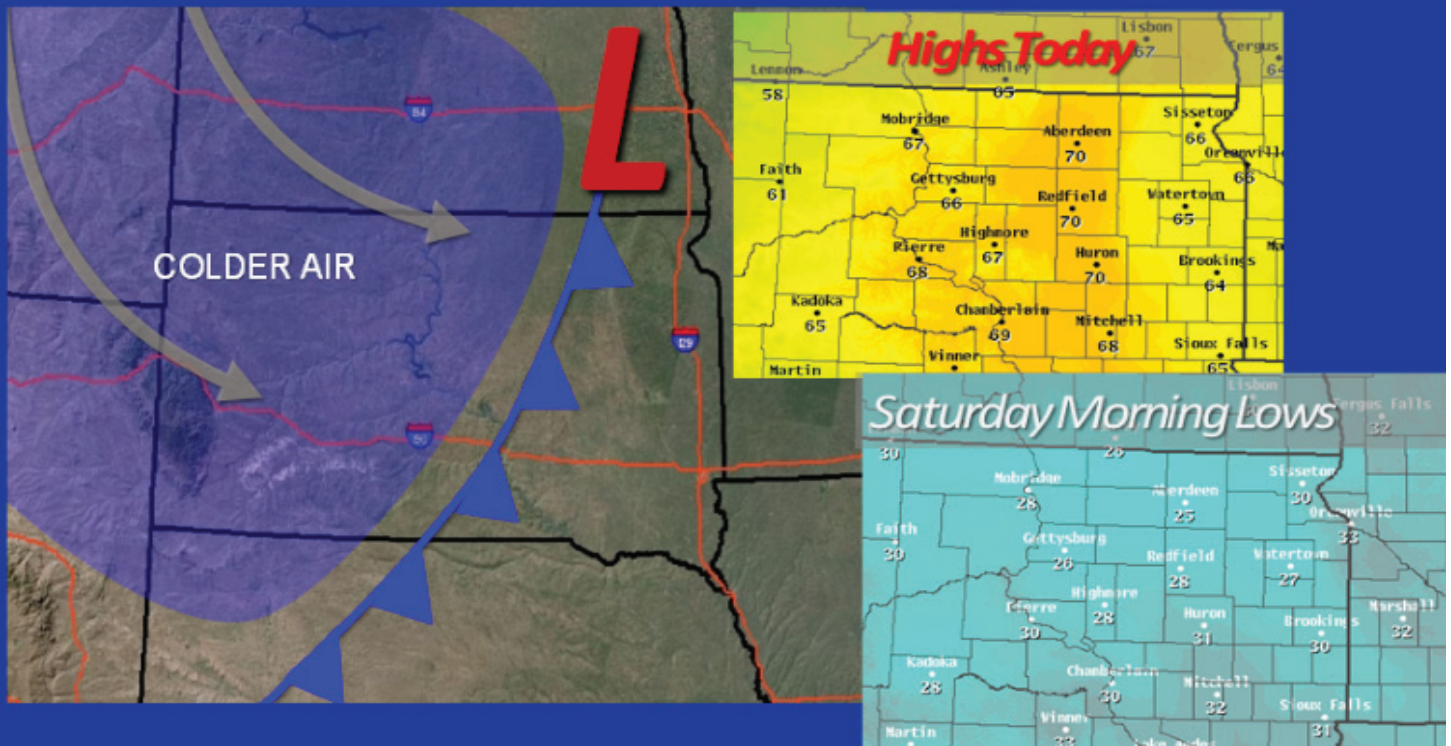 L
94
COLDER AIR
29
90
Highs Today
Lisbon
67
Fergus
64
Lemmon
58
Ashley
65
Mobridge
67
Aberdeen
70
Sisseton
66
Faith
61
Gettysburg
66
Redfield
70
Watertown
65
66
Pierre
68
Highmore
67
Huron
70
Brookings
64
Kadoka
65
Chamberlain
69
Mitchell
68
Sioux Falls
65
Martin
Winner
Saturday Morning Lows
Lisbon
Fergus Falls
32
30
Mobridge
28
Aberdeen
25
Sisseton
30
33
Faith
30
Gettysburg
26
Redfield
28
Watertown
27
Pierre
30
Highmore
28
Huron
31
Brookings
30
Marshall
32
Kadoka
28
Chamberlain
30
Mitchell
32
Sioux Falls
31
Martin
Winner
33